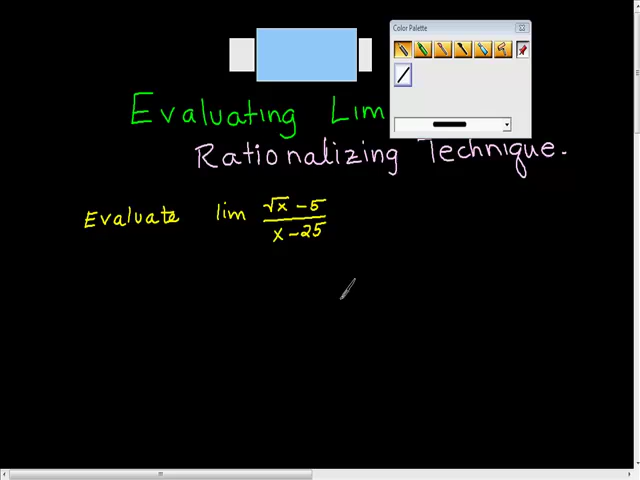 Color Palette
Evaluating Lim
Rationalizing Technique.
Evaluate lim √x - 5 / x - 25